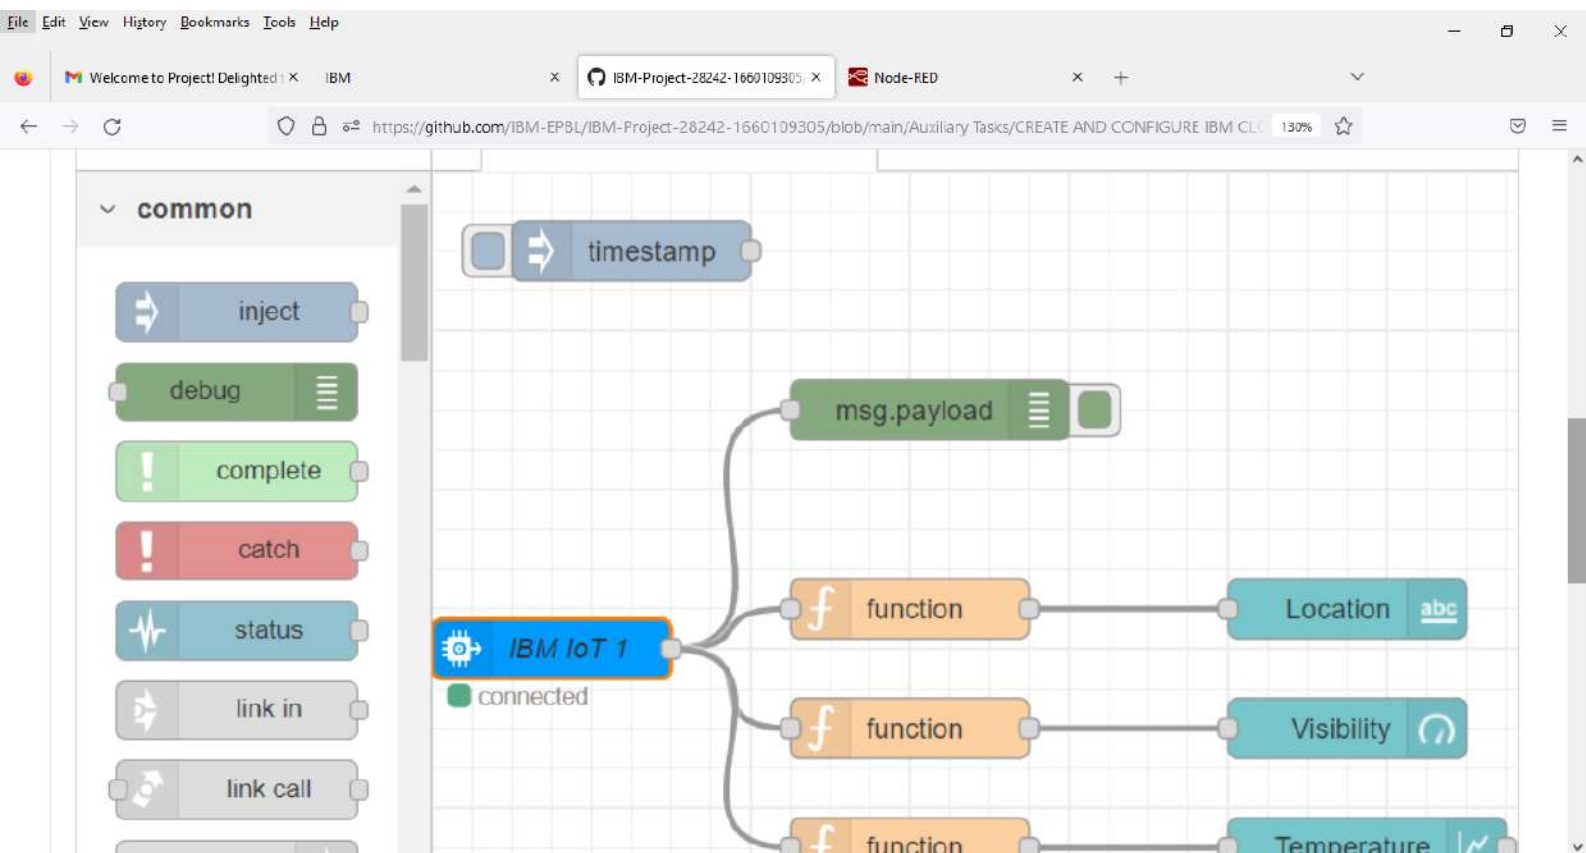 File Edit View History Bookmarks Tools Help
Welcome to Project! Delighted t
IBM
IBM-Project-28242-1660109305,
Node-RED
https://github.com/IBM-EPBL/IBM-Project-28242-1660109305/blob/main/Auxiliary Tasks/CREATE AND CONFIGURE IBM CLO
130%
common
timestamp
inject
debug
msg.payload
complete
catch
function
Location
abc
status
IBM IoT 1
connected
link in
function
Visibility
link call
function
Temperature